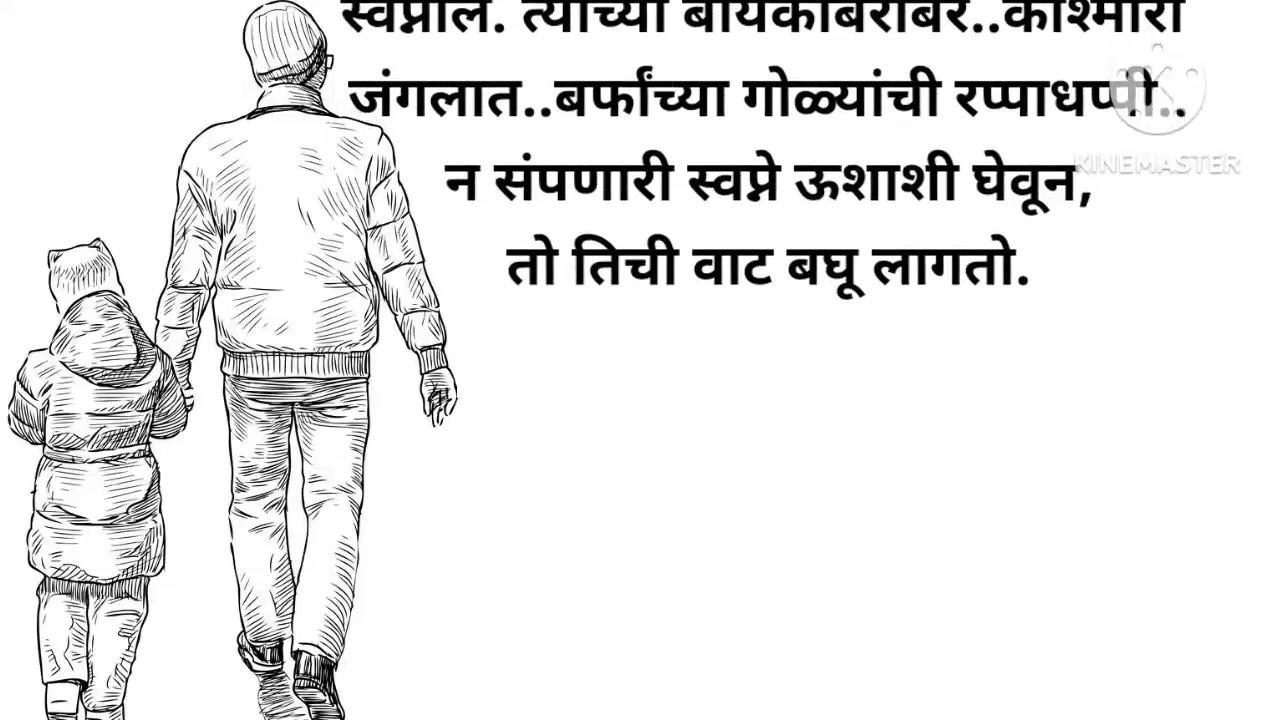 स्वप्नील. त्याच्या बायकोबरोबर..काश्मीरी
जंगलात..बर्फांच्या गोळ्यांची रप्पाधप्पी..
न संपणारी स्वप्ने ऊशाशी घेवून,
तो तिची वाट बघू लागतो.
KINEMASTER